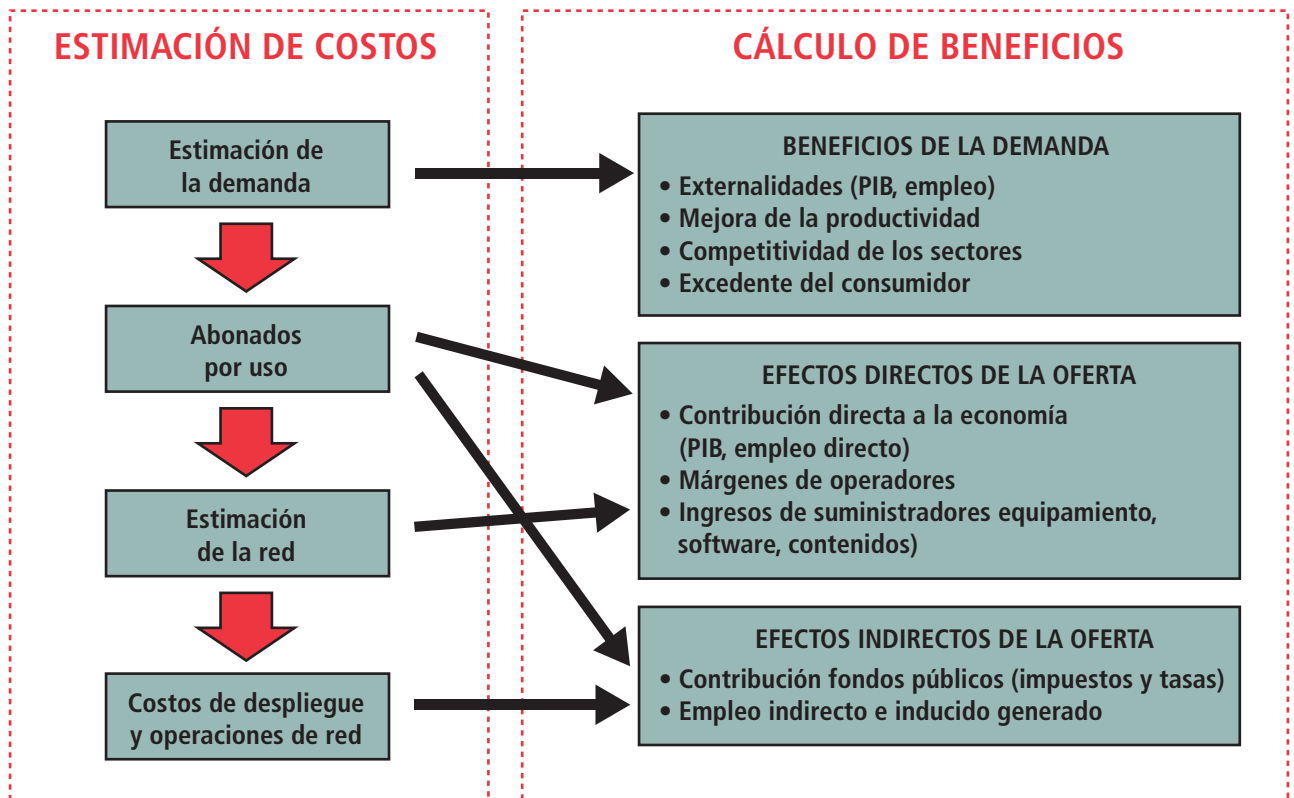 ESTIMACIÓN DE COSTOS
Estimación de
la demanda
Abonados
por uso
Estimación
de la red
Costos de despliegue
y operaciones de red
CÁLCULO DE BENEFICIOS
BENEFICIOS DE LA DEMANDA
• Externalidades (PIB, empleo)
• Mejora de la productividad
• Competitividad de los sectores
• Excedente del consumidor
EFECTOS DIRECTOS DE LA OFERTA
• Contribución directa a la economía
(PIB, empleo directo)
• Márgenes de operadores
• Ingresos de suministradores equipamiento,
software, contenidos)
EFECTOS INDIRECTOS DE LA OFERTA
• Contribución fondos públicos (impuestos y tasas)
• Empleo indirecto e inducido generado